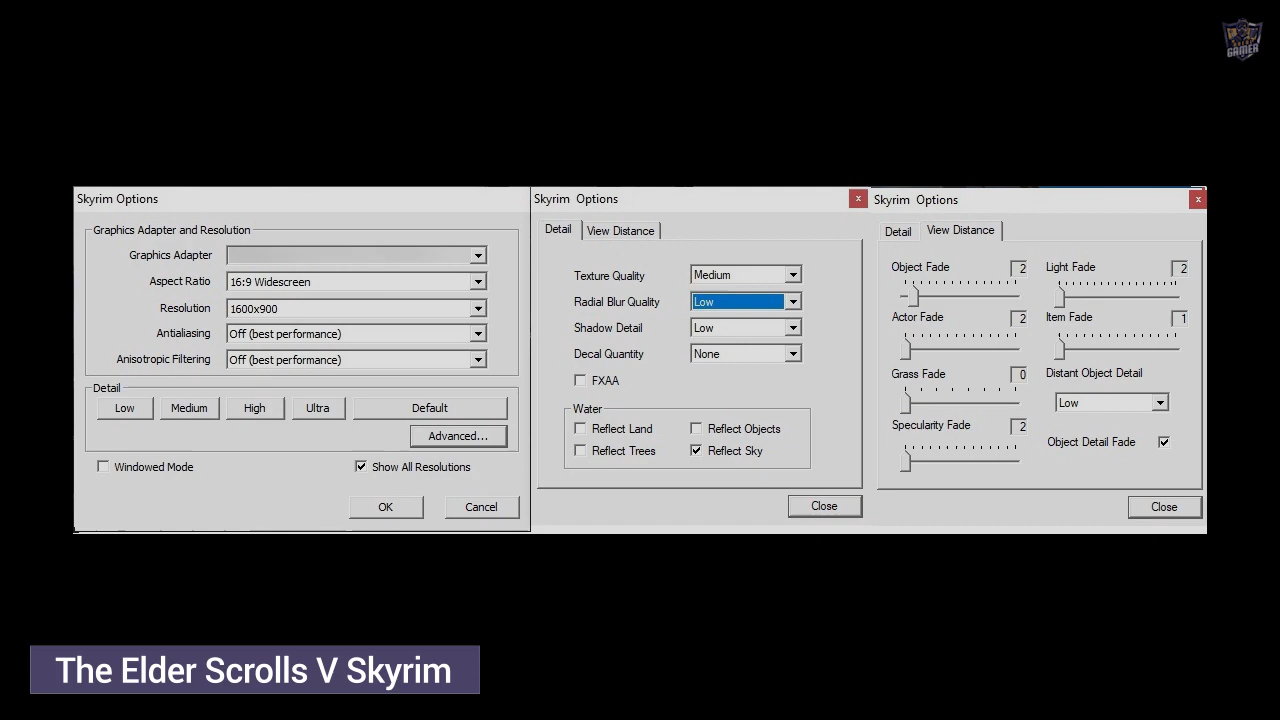 GAMER
Skyrim Options
Graphics Adapter and Resolution
Graphics Adapter
Aspect Ratio 16:9 Widescreen
Resolution 1600x900
Antialiasing Off (best performance)
Anisotropic Filtering Off (best performance)
Detail
Low Medium High Ultra Default
Advanced...
Windowed Mode Show All Resolutions
OK Cancel
Skyrim Options x
Detail View Distance
Texture Quality Medium
Radial Blur Quality Low
Shadow Detail Low
Decal Quantity None
FXAA
Water
Reflect Land Reflect Objects
Reflect Trees Reflect Sky
Close
Skyrim Options x
Detail View Distance
Object Fade 2 Light Fade 2
Actor Fade 2 Item Fade 1
Grass Fade 0 Distant Object Detail
Low
Specularity Fade 2
Object Detail Fade
Close
The Elder Scrolls V Skyrim